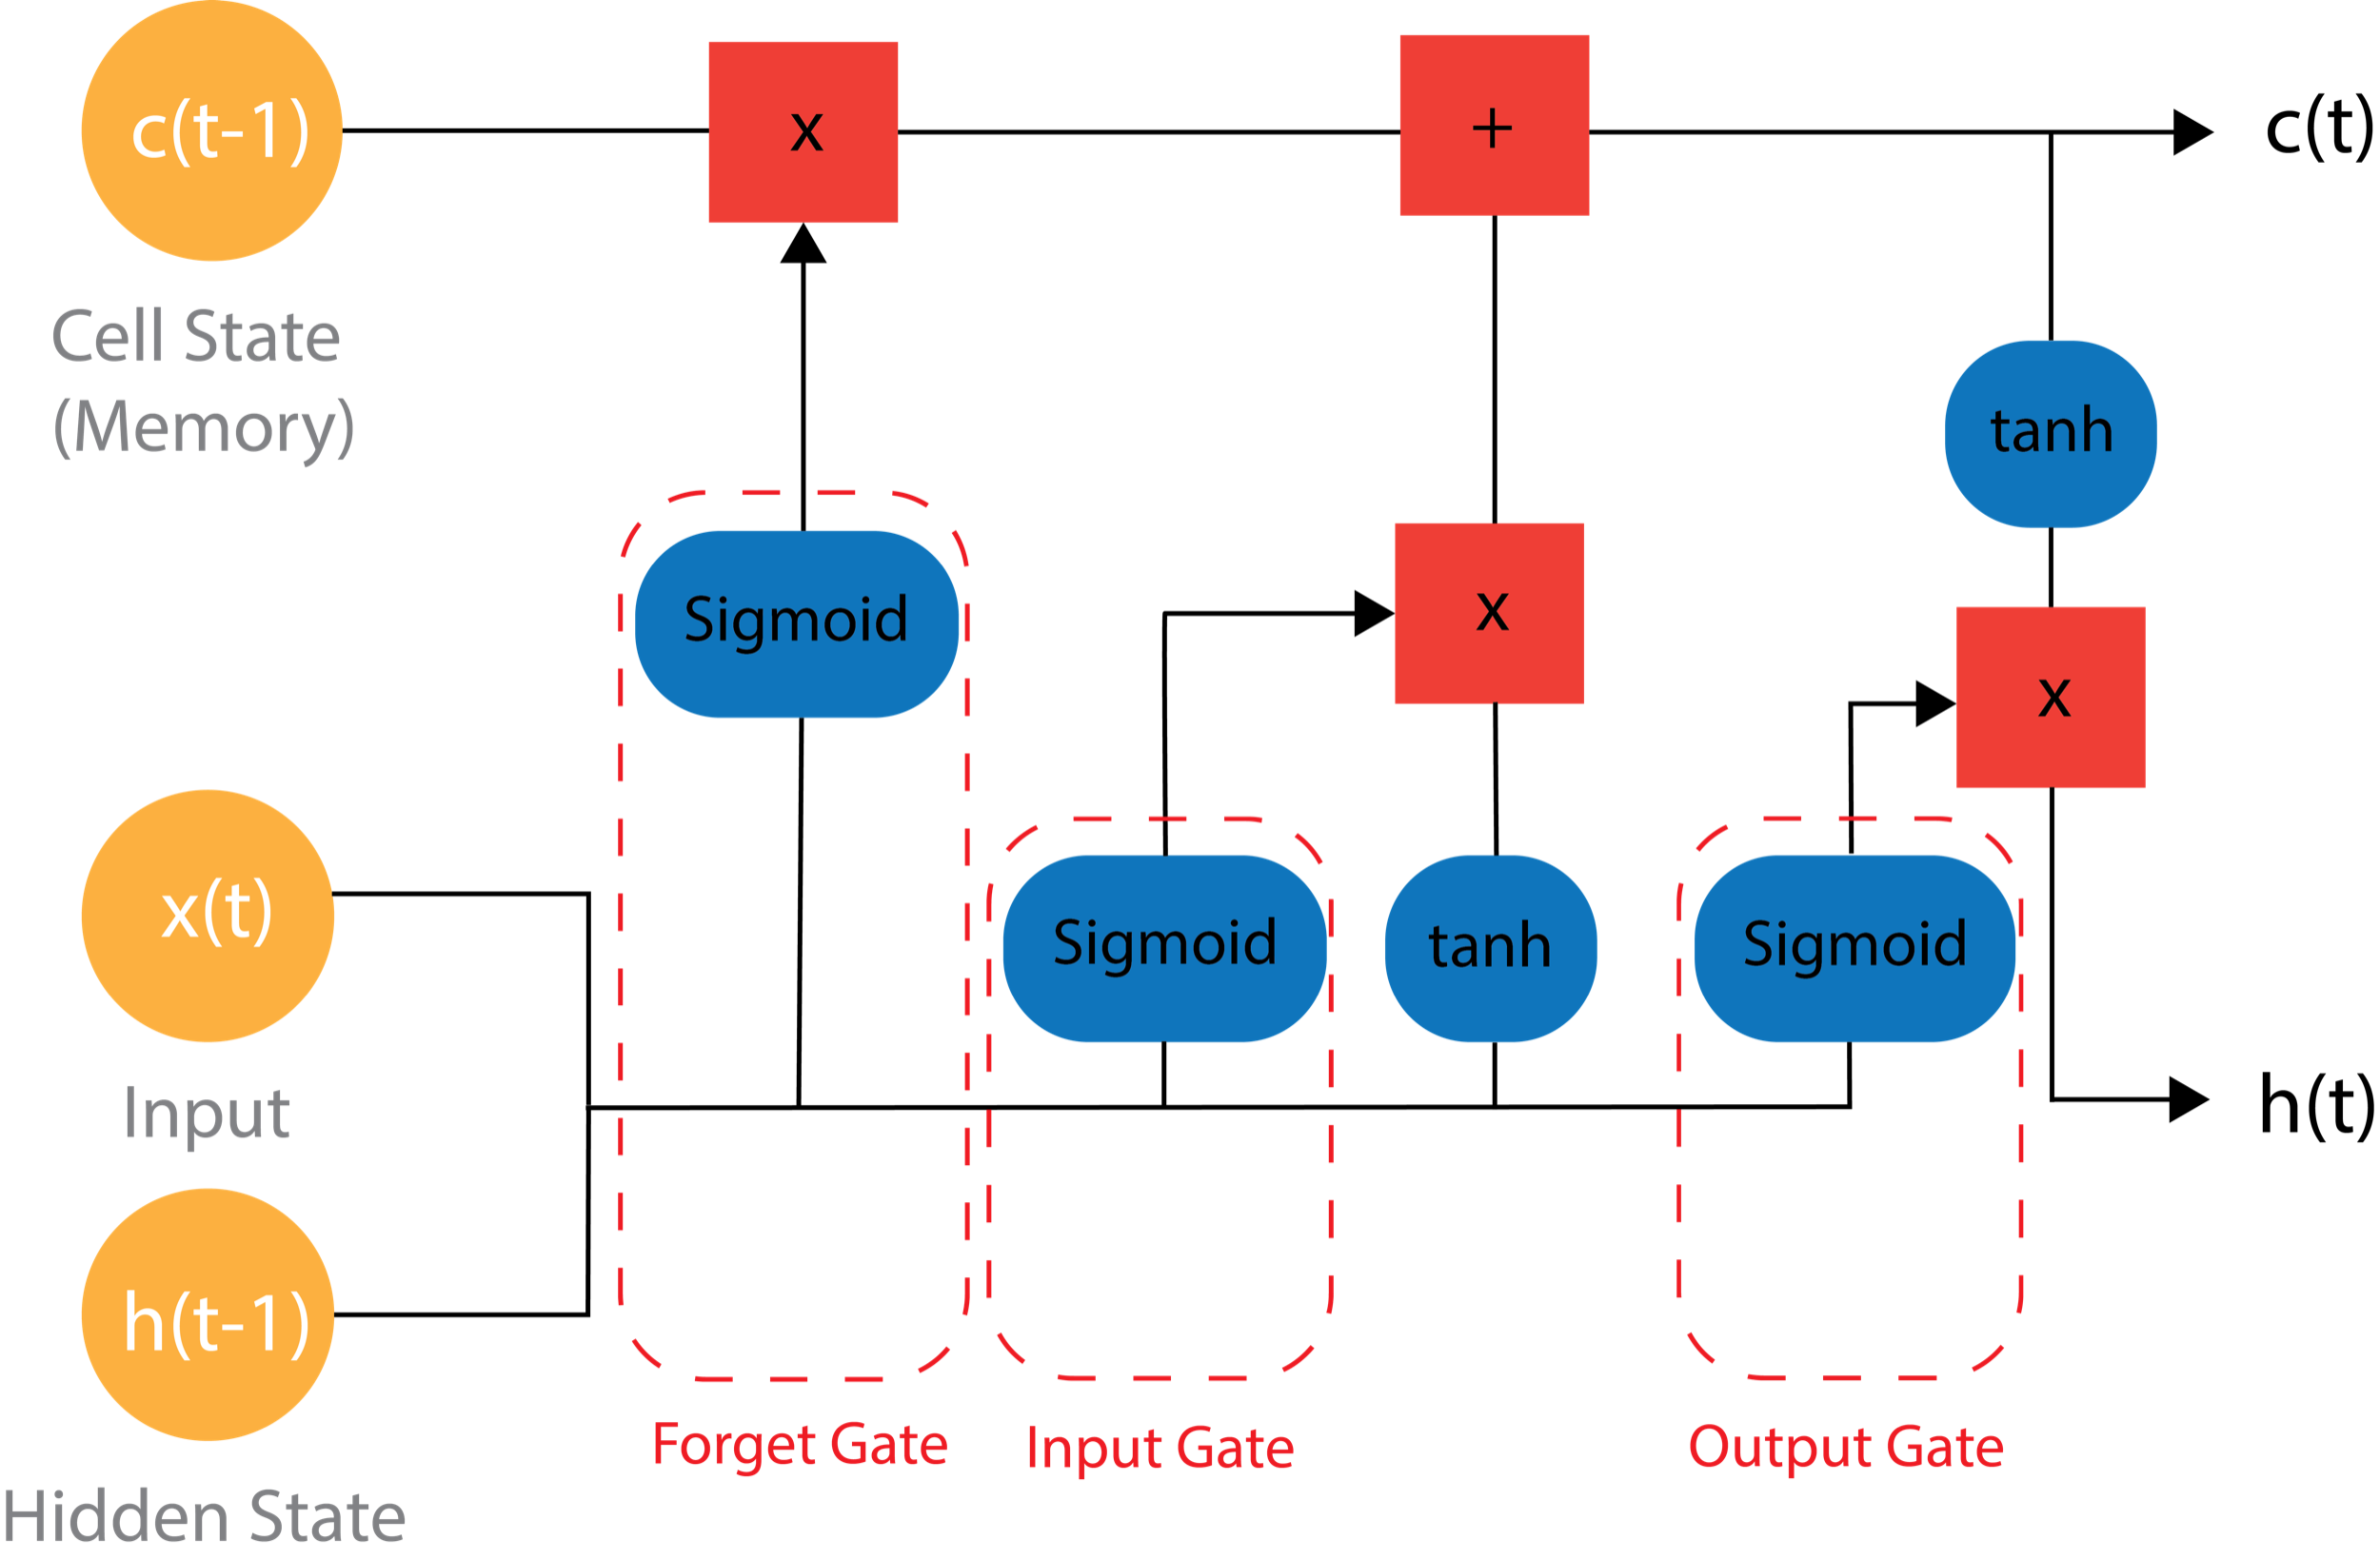 c(t-1)
x
+
c(t)
Cell State
(Memory)
tanh
Sigmoid
x
x
x(t)
Sigmoid
tanh
Sigmoid
Input
h(t)
h(t-1)
Forget Gate
Input Gate
Output Gate
Hidden State